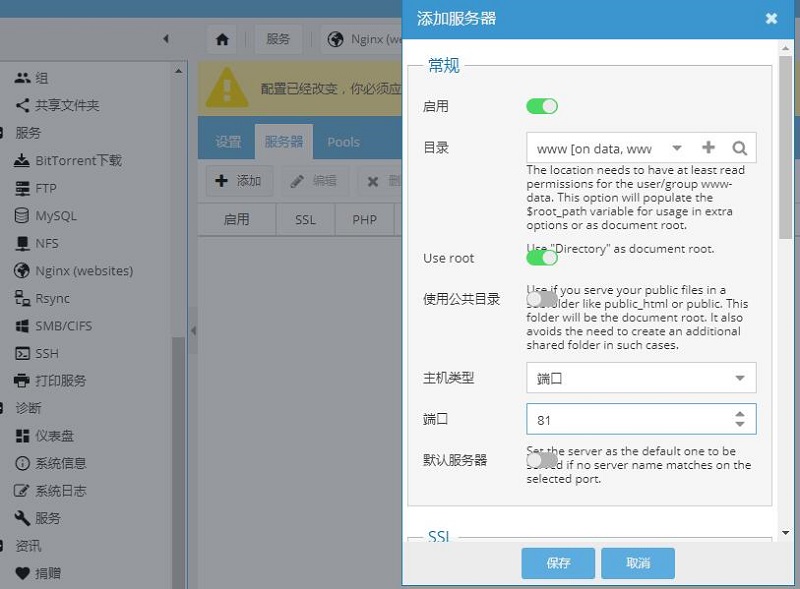 添加服务器
服务
Nginx (we
组
共享文件夹
服务
BitTorrent下载
FTP
MySQL
NFS
Nginx (websites)
Rsync
SMB/CIFS
SSH
打印服务
诊断
仪表盘
系统信息
系统日志
服务
资讯
捐赠
配置已经改变，你必须应
设置
服务器
Pools
添加
编辑
启用
SSL
PHP
常规
启用
目录
www [on data, www
The location needs to have at least read
permissions for the user/group www-
data. This option will populate the
$root_path variable for usage in extra
options or as document root.
Use root
Use "Directory" as document root.
使用公共目录
Use if you serve your public files in a
subfolder like public_html or public. This
folder will be the document root. It also
avoids the need to create an additional
shared folder in such cases.
主机类型
端口
端口
81
默认服务器
Set the server as the default one to be
served if no server name matches on the
selected port.
SSL
保存
取消